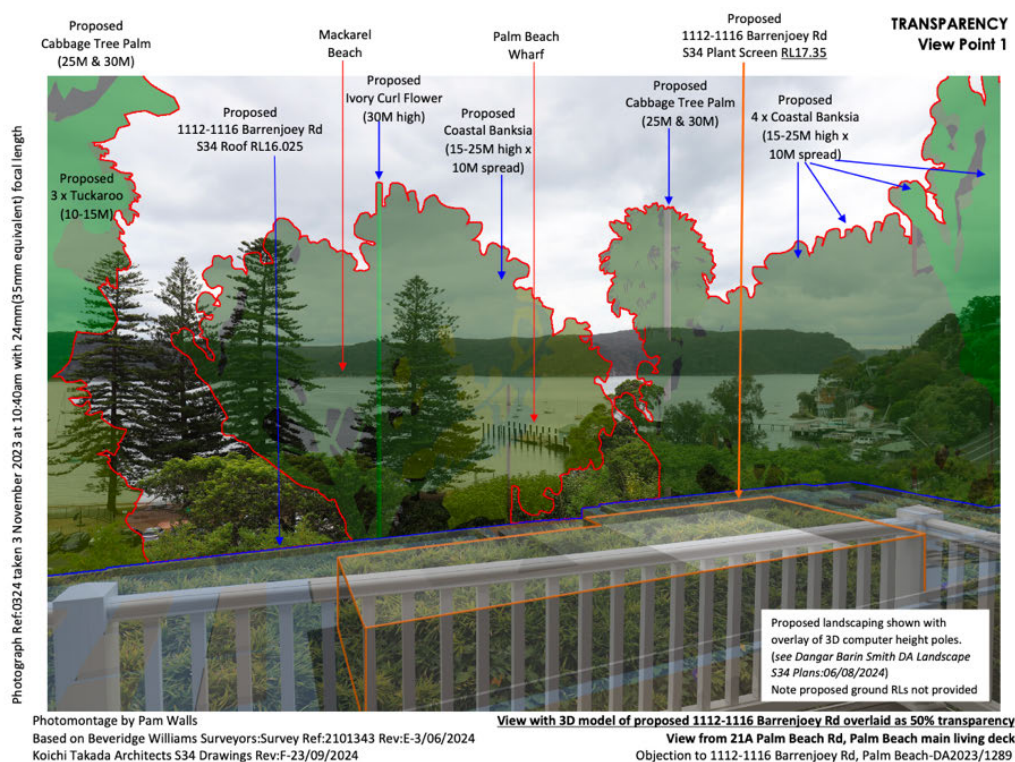 Proposed
Cabbage Tree Palm
(25M & 30M)
Mackarel
Beach
Palm Beach
Wharf
Proposed
1112-1116 Barrenjoey Rd
S34 Plant Screen RL17.35
TRANSPARENCY
View Point 1
Proposed
1112-1116 Barrenjoey Rd
S34 Roof RL16.025
Proposed
Ivory Curl Flower
(30M high)
Proposed
Coastal Banksia
(15-25M high x
10M spread)
Proposed
Cabbage Tree Palm
(25M & 30M)
Proposed
4 x Coastal Banksia
(15-25M high x
10M spread)
Proposed
3 x Tuckaroo
(10-15M)
Photograph Ref:0324 taken 3 November 2023 at 10:40am with 24mm(35mm equivalent) focal length
Proposed landscaping shown with
overlay of 3D computer height poles.
(see Dangar Barin Smith DA Landscape
S34 Plans:06/08/2024)
Note proposed ground RLs not provided
Photomontage by Pam Walls
Based on Beveridge Williams Surveyors:Survey Ref:2101343 Rev:E-3/06/2024
Koichi Takada Architects S34 Drawings Rev:F-23/09/2024
View with 3D model of proposed 1112-1116 Barrenjoey Rd overlaid as 50% transparency
View from 21A Palm Beach Rd, Palm Beach main living deck
Objection to 1112-1116 Barrenjoey Rd, Palm Beach-DA2023/1289